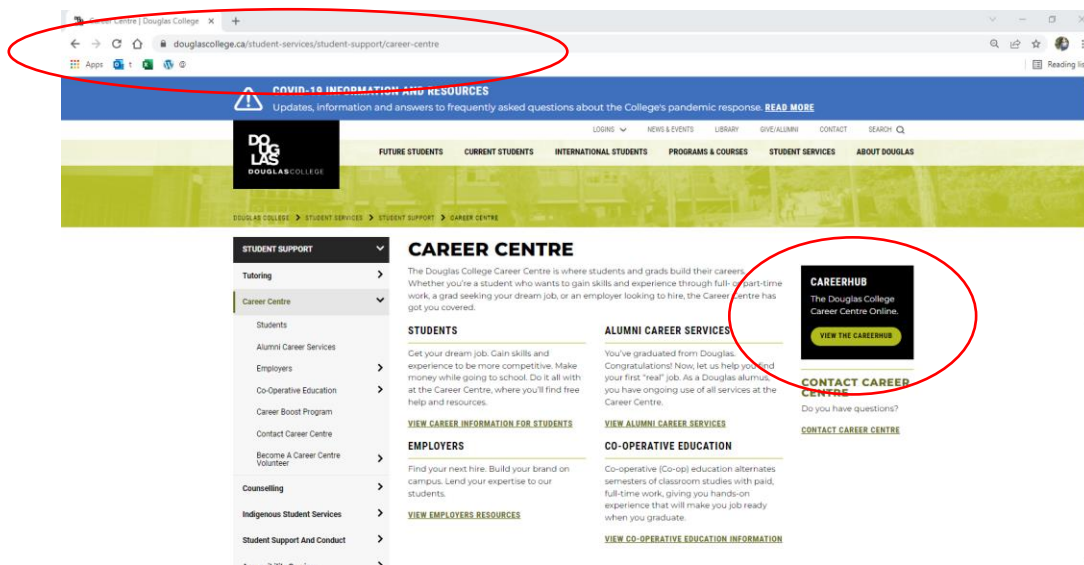 Career Centre | Douglas College
douglascollege.ca/student-services/student-support/career-centre
Apps t
Reading lis
COVID-19 INFORMATION AND RESOURCES
Updates, information and answers to frequently asked questions about the College's pandemic response. READ MORE
LOGINS NEWS & EVENTS LIBRARY GIVE/ALUMNI CONTACT SEARCH
DOUGLAS
DOUGLASCOLLEGE
FUTURE STUDENTS CURRENT STUDENTS INTERNATIONAL STUDENTS PROGRAMS & COURSES STUDENT SERVICES ABOUT DOUGLAS
DOUGLAS COLLEGE > STUDENT SERVICES > STUDENT SUPPORT > CAREER CENTRE
STUDENT SUPPORT
Tutoring
Career Centre
Students
Alumni Career Services
Employers
Co-Operative Education
Career Boost Program
Contact Career Centre
Become A Career Centre
Volunteer
Counselling
Indigenous Student Services
Student Support And Conduct
CAREER CENTRE
The Douglas College Career Centre is where students and grads build their careers.
Whether you're a student who wants to gain skills and experience through full- or part-time
work, a grad seeking your dream job, or an employer looking to hire, the Career Centre has
got you covered.
STUDENTS
Get your dream job. Gain skills and
experience to be more competitive. Make
money while going to school. Do it all with
at the Career Centre, where you'll find free
help and resources.
VIEW CAREER INFORMATION FOR STUDENTS
ALUMNI CAREER SERVICES
You've graduated from Douglas.
Congratulations! Now, let us help you find
your first "real" job. As a Douglas alumus,
you have ongoing use of all services at the
Career Centre.
VIEW ALUMNI CAREER SERVICES
EMPLOYERS
Find your next hire. Build your brand on
campus. Lend your expertise to our
students.
VIEW EMPLOYERS RESOURCES
CO-OPERATIVE EDUCATION
Co-operative (Co-op) education alternates
semesters of classroom studies with paid,
full-time work, giving you hands-on
experience that will make you job ready
when you graduate.
VIEW CO-OPERATIVE EDUCATION INFORMATION
CAREERHUB
The Douglas College
Career Centre Online.
VIEW THE CAREERHUB
CONTACT CAREER
CENTRE
Do you have questions?
CONTACT CAREER CENTRE